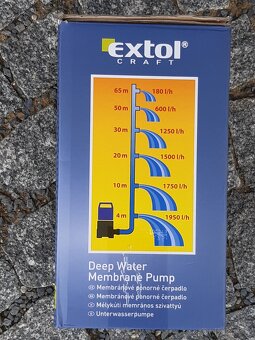 extol®
CRAFT
65 m 180 l/h
50 m 600 l/h
30 m 1250 l/h
20 m 1500 l/h
10 m 1750 l/h
4 m 1950 l/h
Deep Water
Membrane Pump
Membránové ponorné čerpadlo
Membránové ponorné čerpadlo
Mélykúti membrános szivattyú
Unterwasserpumpe